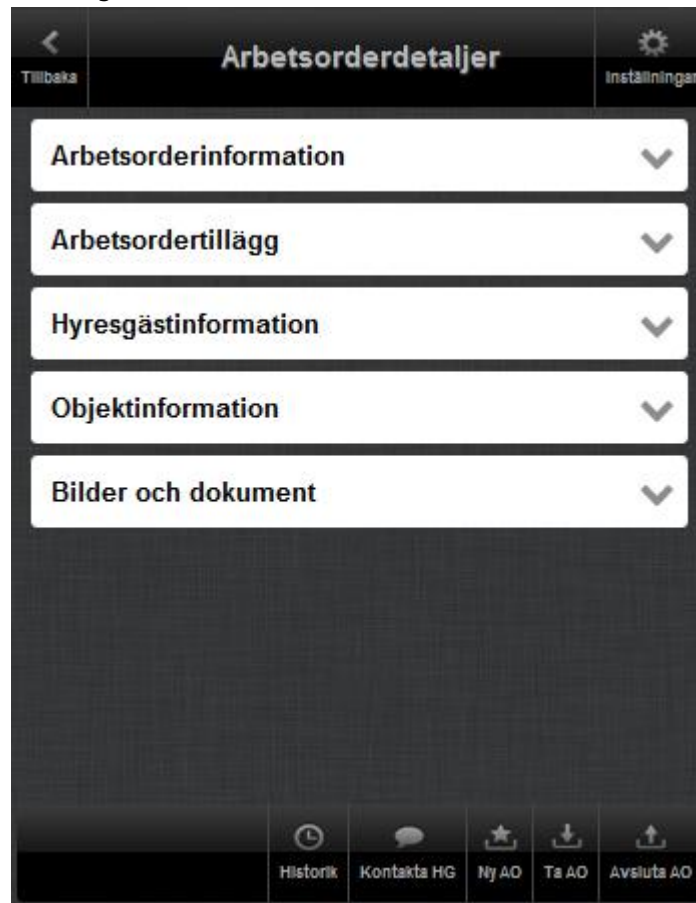 Tillbaka
Arbetsorderdetaljer
Inställningar
Arbetsorderinformation
Arbetsordertillägg
Hyresgästinformation
Objektinformation
Bilder och dokument
Historik
Kontakta HG
Ny AO
Ta AO
Avsluta AO